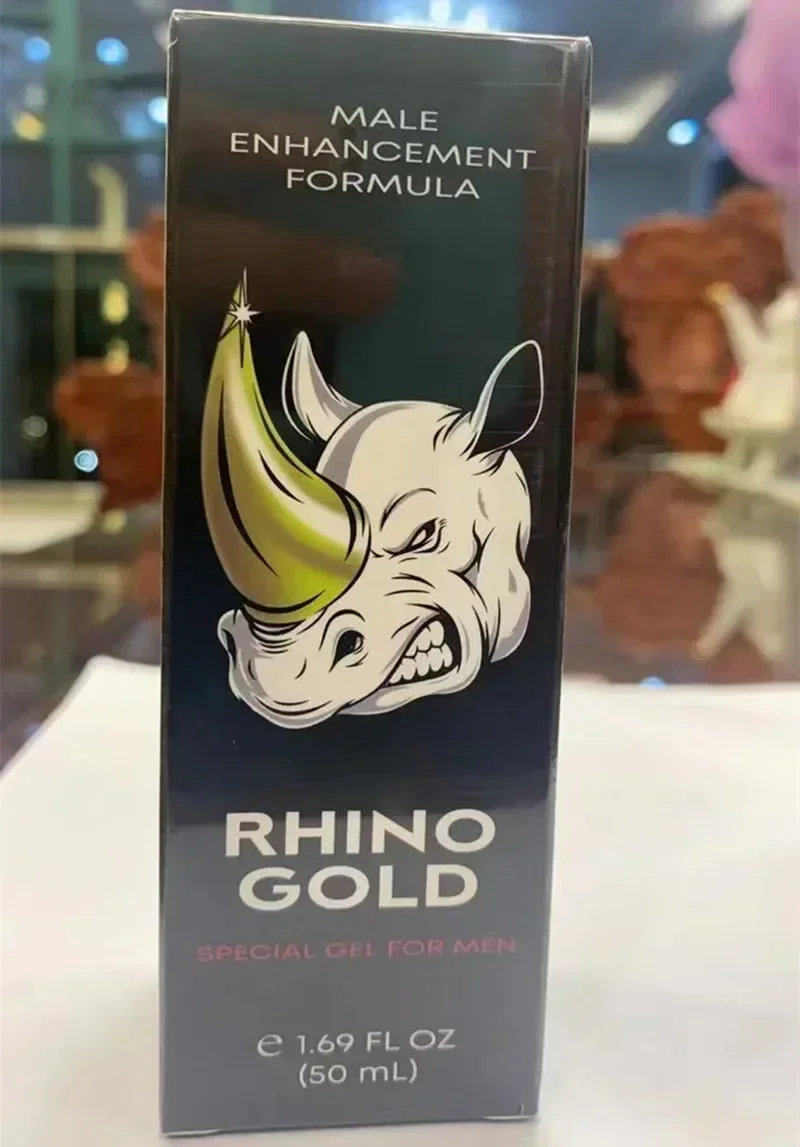 MALE
ENHANCEMENT
FORMULA
RHINO
GOLD
SPECIAL GEL FOR MEN
℮ 1.69 FL OZ
(50 mL)